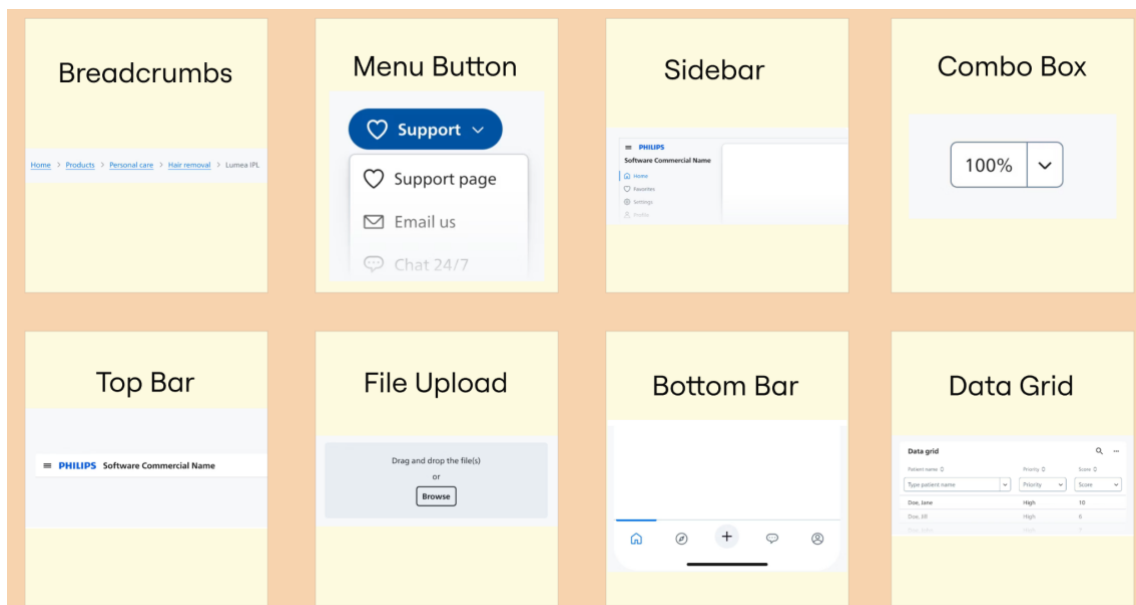 Breadcrumbs
Home > Products > Personal care > Hair removal > Lumea IPL
Menu Button
Support
Support page
Email us
Chat 24/7
Sidebar
PHILIPS
Software Commercial Name
Home
Favorites
Settings
Profile
Combo Box
100%
Top Bar
PHILIPS Software Commercial Name
File Upload
Drag and drop the file(s)
or
Browse
Bottom Bar
Data Grid
Data grid
Patient name Priority Score
Type patient name Priority Score
Doe, Jane High 10
Doe, Jill High 8